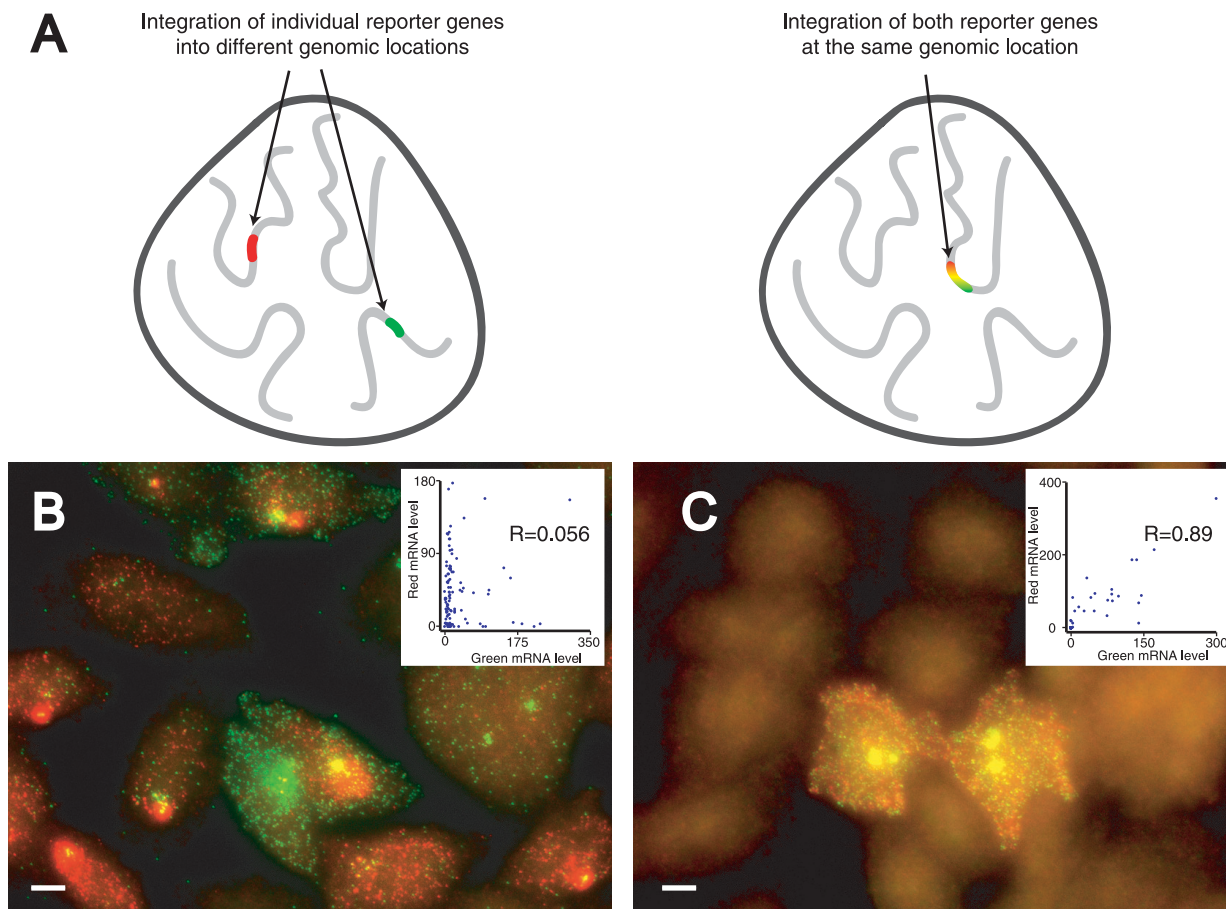 A
Integration of individual reporter genes
into different genomic locations
Integration of both reporter genes
at the same genomic location
B
180
90
0
Red mRNA level
R=0.056
0
175
350
Green mRNA level
C
400
200
0
Red mRNA level
R=0.89
0
150
300
Green mRNA level